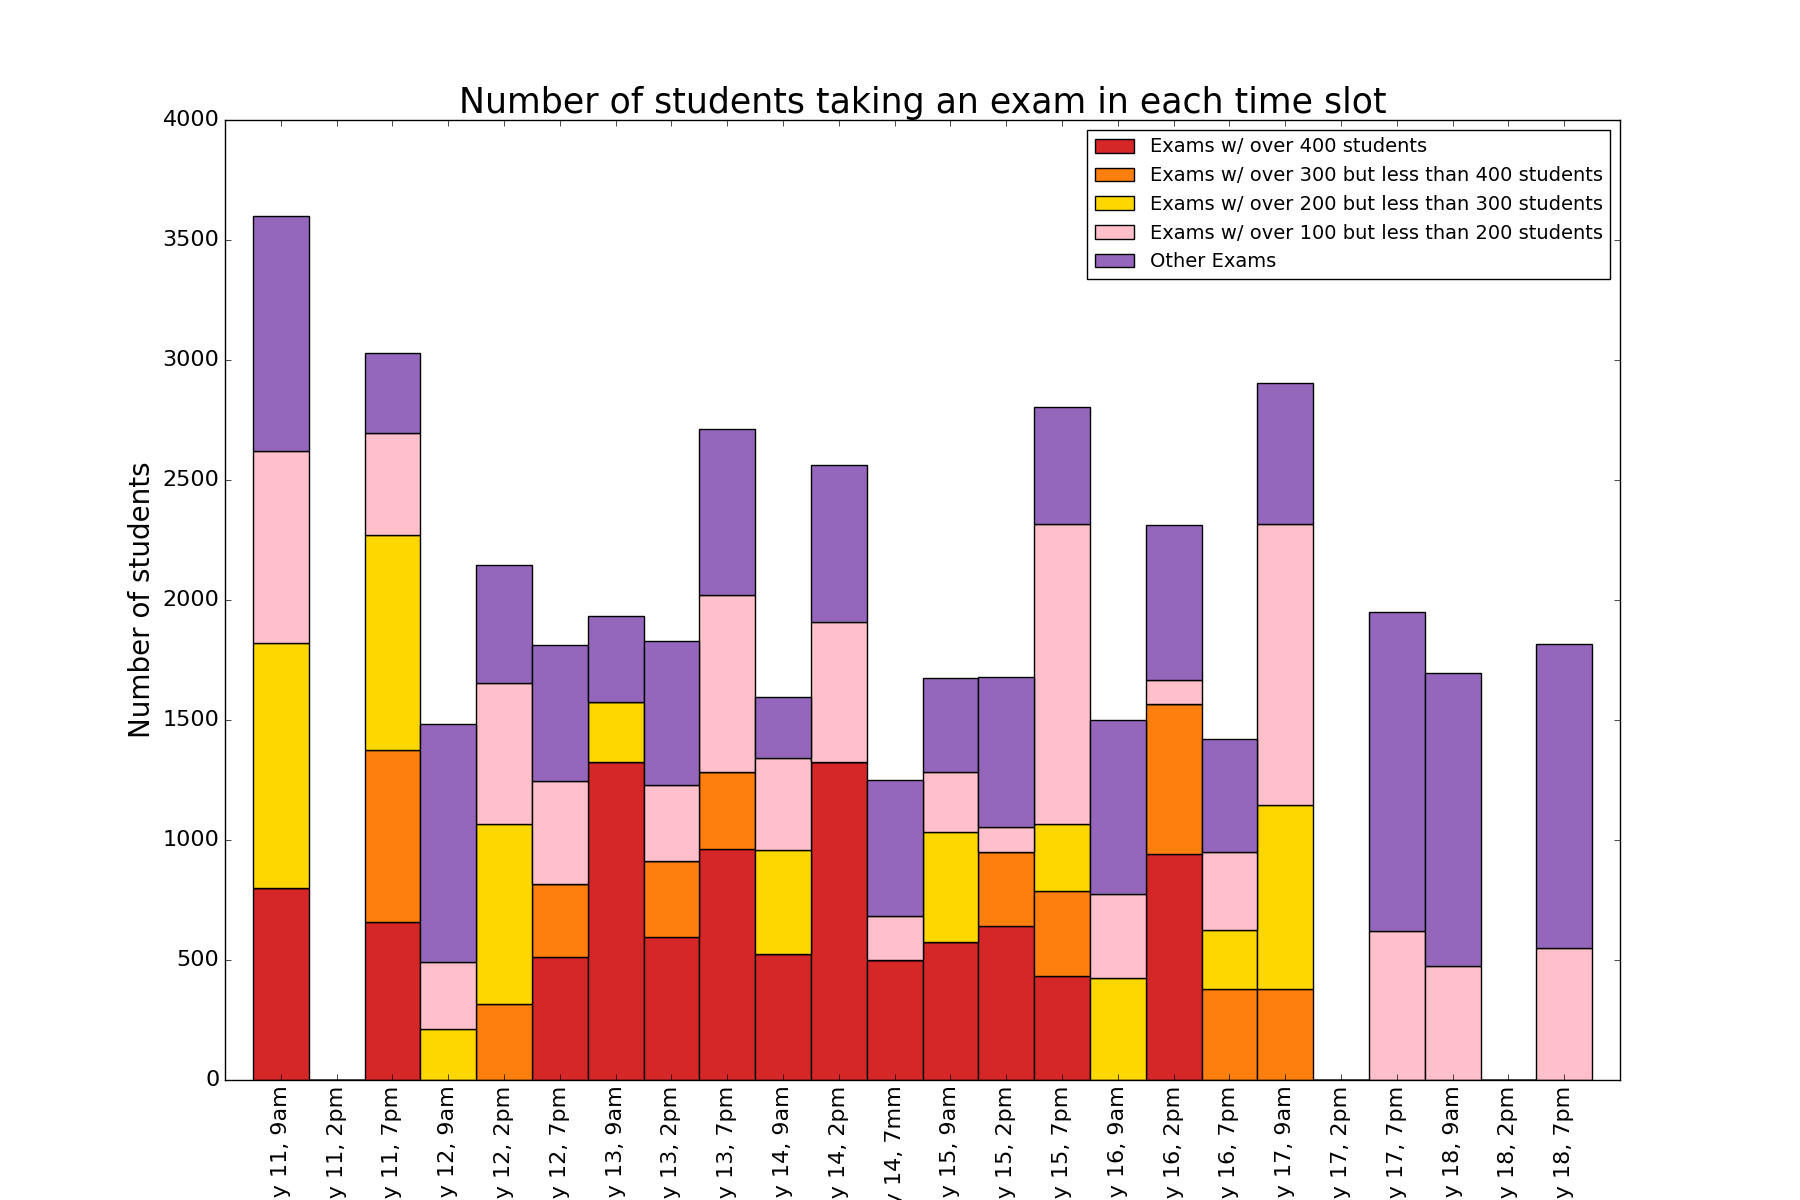 Number of students taking an exam in each time slot
4000
3500
3000
2500
2000
1500
1000
500
0
Number of students
Exams w/ over 400 students
Exams w/ over 300 but less than 400 students
Exams w/ over 200 but less than 300 students
Exams w/ over 100 but less than 200 students
Other Exams
y 11, 9am
y 11, 2pm
y 11, 7pm
y 12, 9am
y 12, 2pm
y 12, 7pm
y 13, 9am
y 13, 2pm
y 13, 7pm
y 14, 9am
y 14, 2pm
y 14, 7mm
y 15, 9am
y 15, 2pm
y 15, 7pm
y 16, 9am
y 16, 2pm
y 16, 7pm
y 17, 9am
y 17, 2pm
y 17, 7pm
y 18, 9am
y 18, 2pm
y 18, 7pm